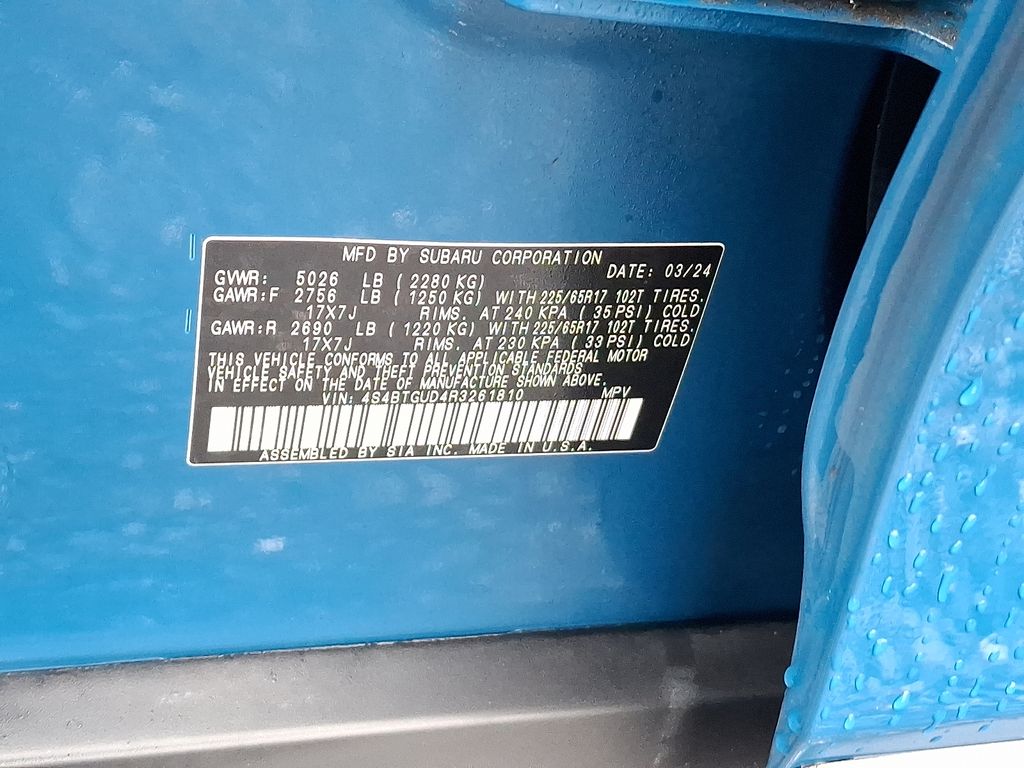 MFD BY SUBARU CORPORATION
GVWR: 5026 LB (2280 KG) DATE: 03/24
GAWR:F 2756 LB (1250 KG) WITH 225/65R17 102T TIRES.
17X7J RIMS. AT 240 KPA (35 PSI) COLD
GAWR:R 2690 LB (1220 KG) WITH 225/65R17 102T TIRES.
17X7J RIMS. AT 230 KPA (33 PSI) COLD
THIS VEHICLE CONFORMS TO ALL APPLICABLE FEDERAL MOTOR
VEHICLE SAFETY AND THEFT PREVENTION STANDARDS
IN EFFECT ON THE DATE OF MANUFACTURE SHOWN ABOVE.
VIN: 4S4BTGUD4R3261810 MPV
ASSEMBLED BY SIA INC. MADE IN U.S.A.